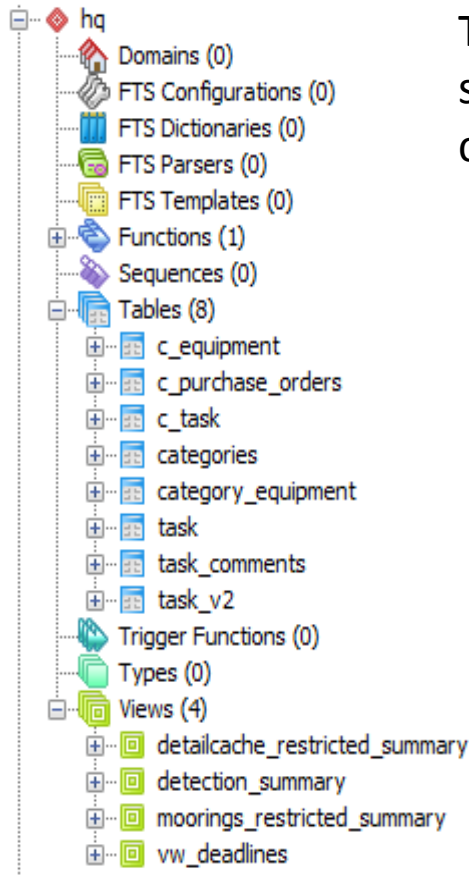 hq
Domains (0)
FTS Configurations (0)
FTS Dictionaries (0)
FTS Parsers (0)
FTS Templates (0)
Functions (1)
Sequences (0)
Tables (8)
c_equipment
c_purchase_orders
c_task
categories
category_equipment
task
task_comments
task_v2
Trigger Functions (0)
Types (0)
Views (4)
detailcache_restricted_summary
detection_summary
moorings_restricted_summary
vw_deadlines